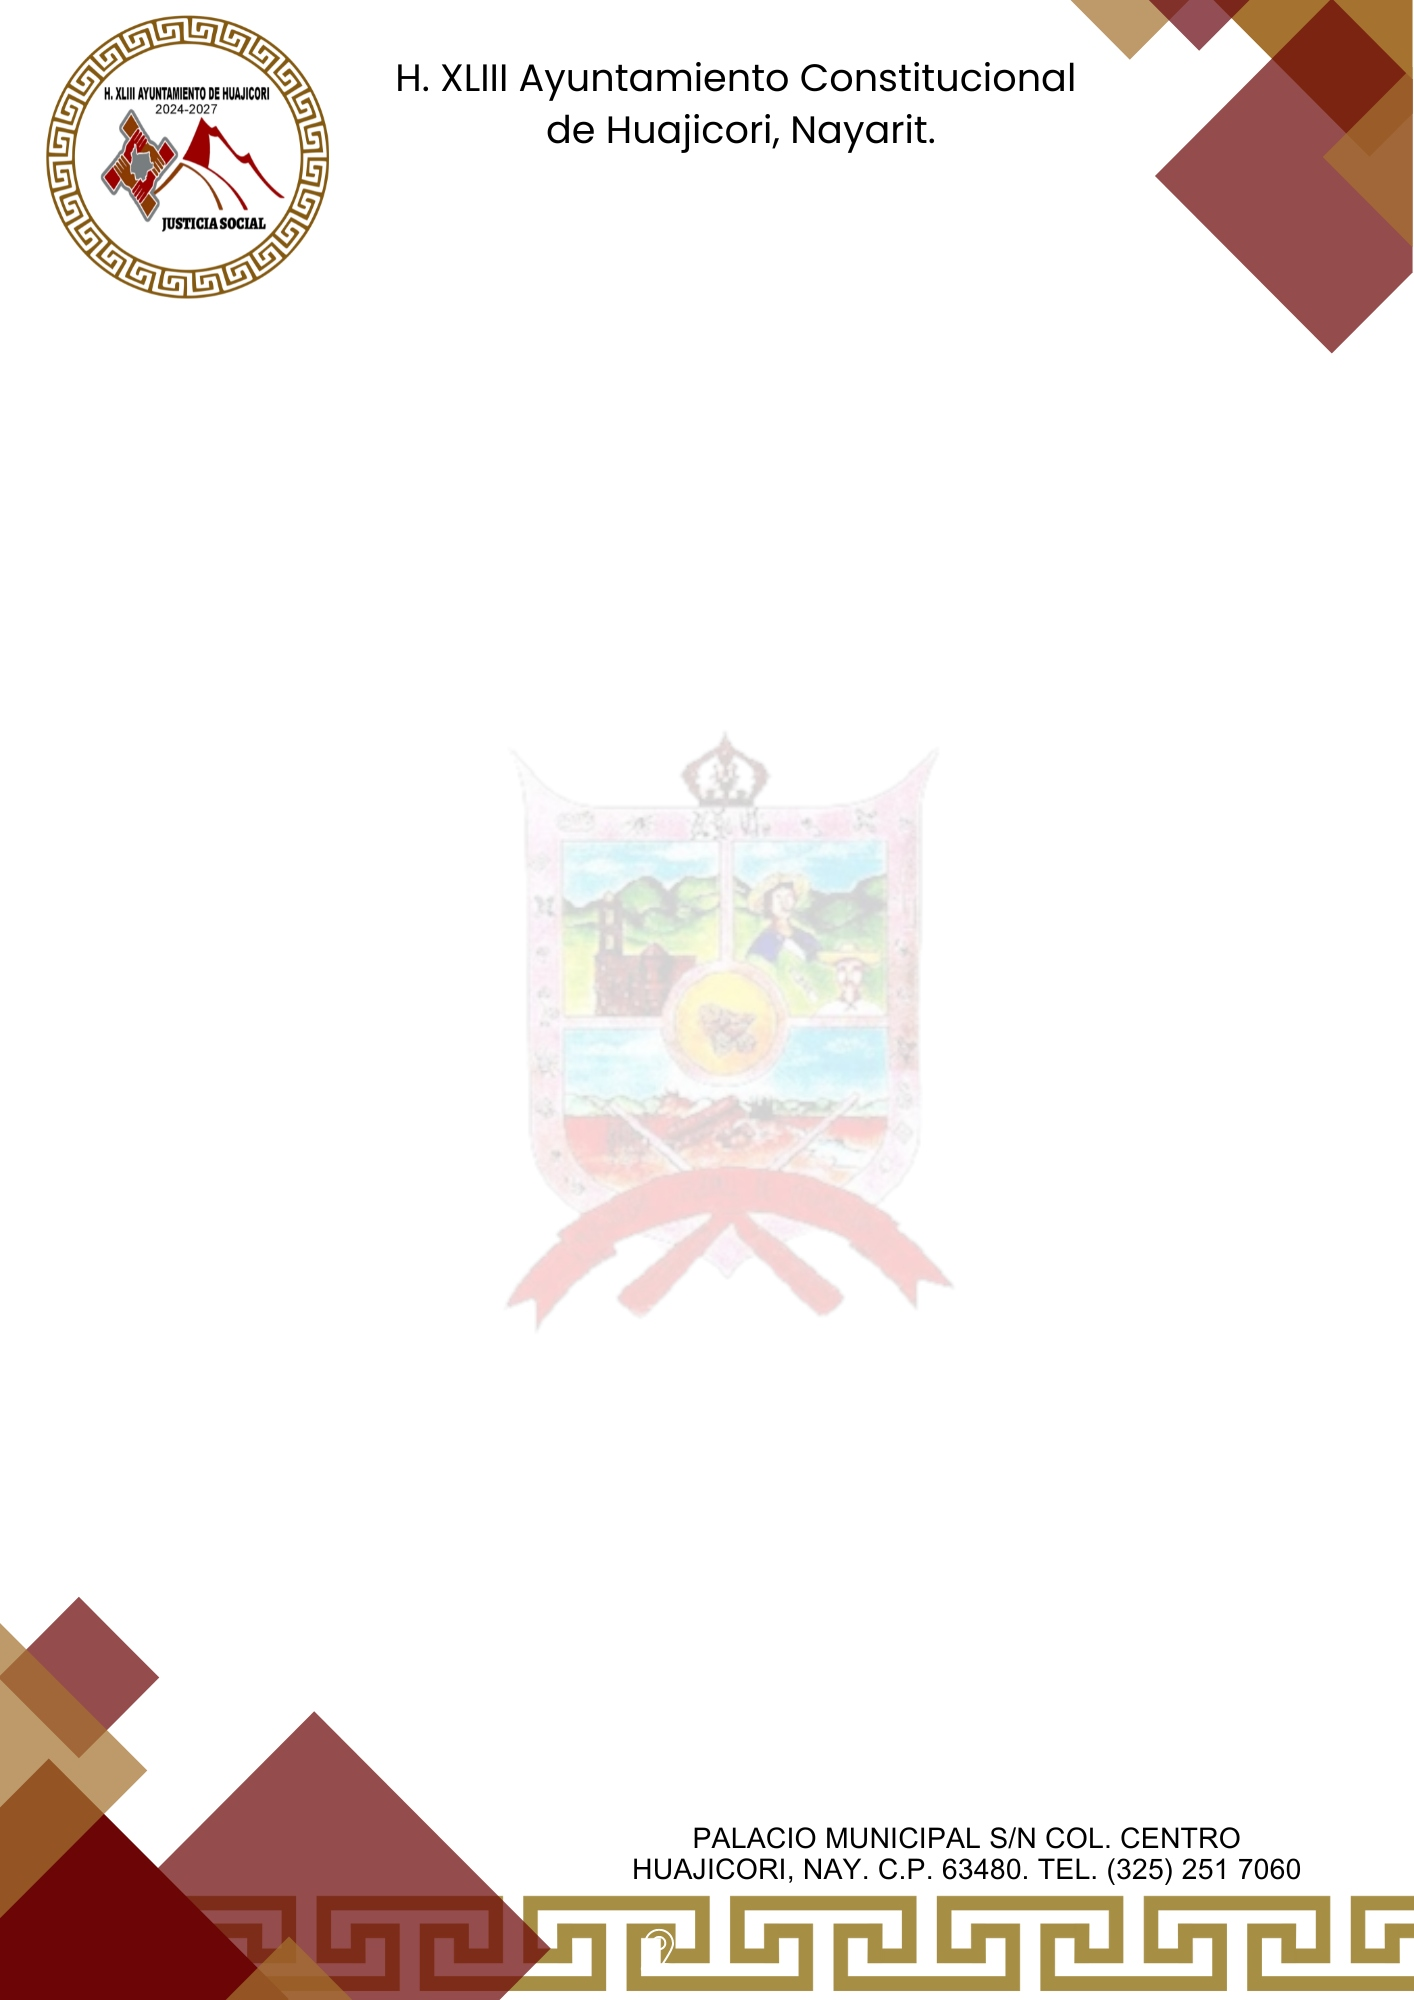 H. XLIII Ayuntamiento Constitucional
de Huajicori, Nayarit.
H. XLIII AYUNTAMIENTO DE HUAJICORI
2024-2027
JUSTICIA SOCIAL
PALACIO MUNICIPAL S/N COL. CENTRO
HUAJICORI, NAY. C.P. 63480. TEL. (325) 251 7060